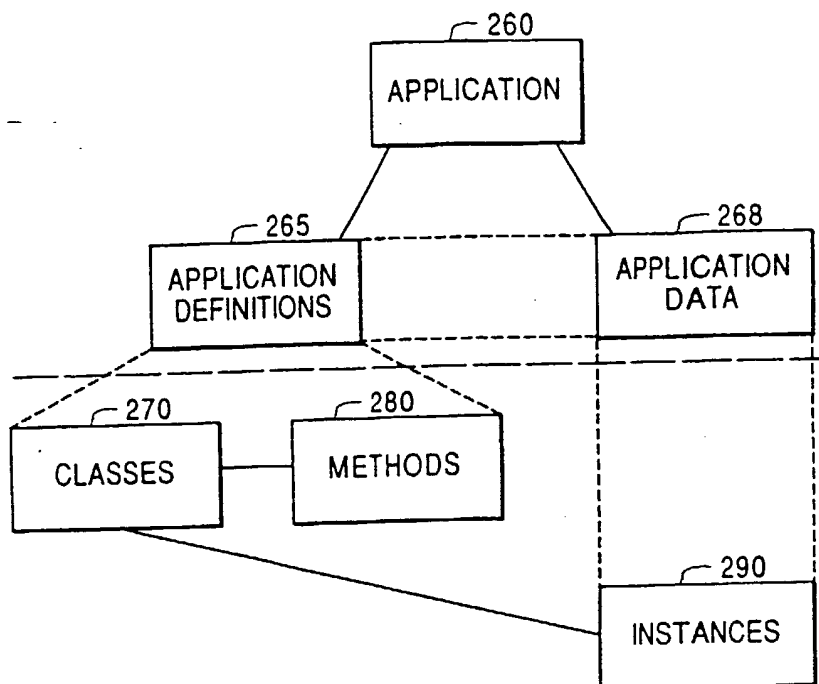 260
APPLICATION
265
APPLICATION
DEFINITIONS
268
APPLICATION
DATA
270
CLASSES
280
METHODS
290
INSTANCES